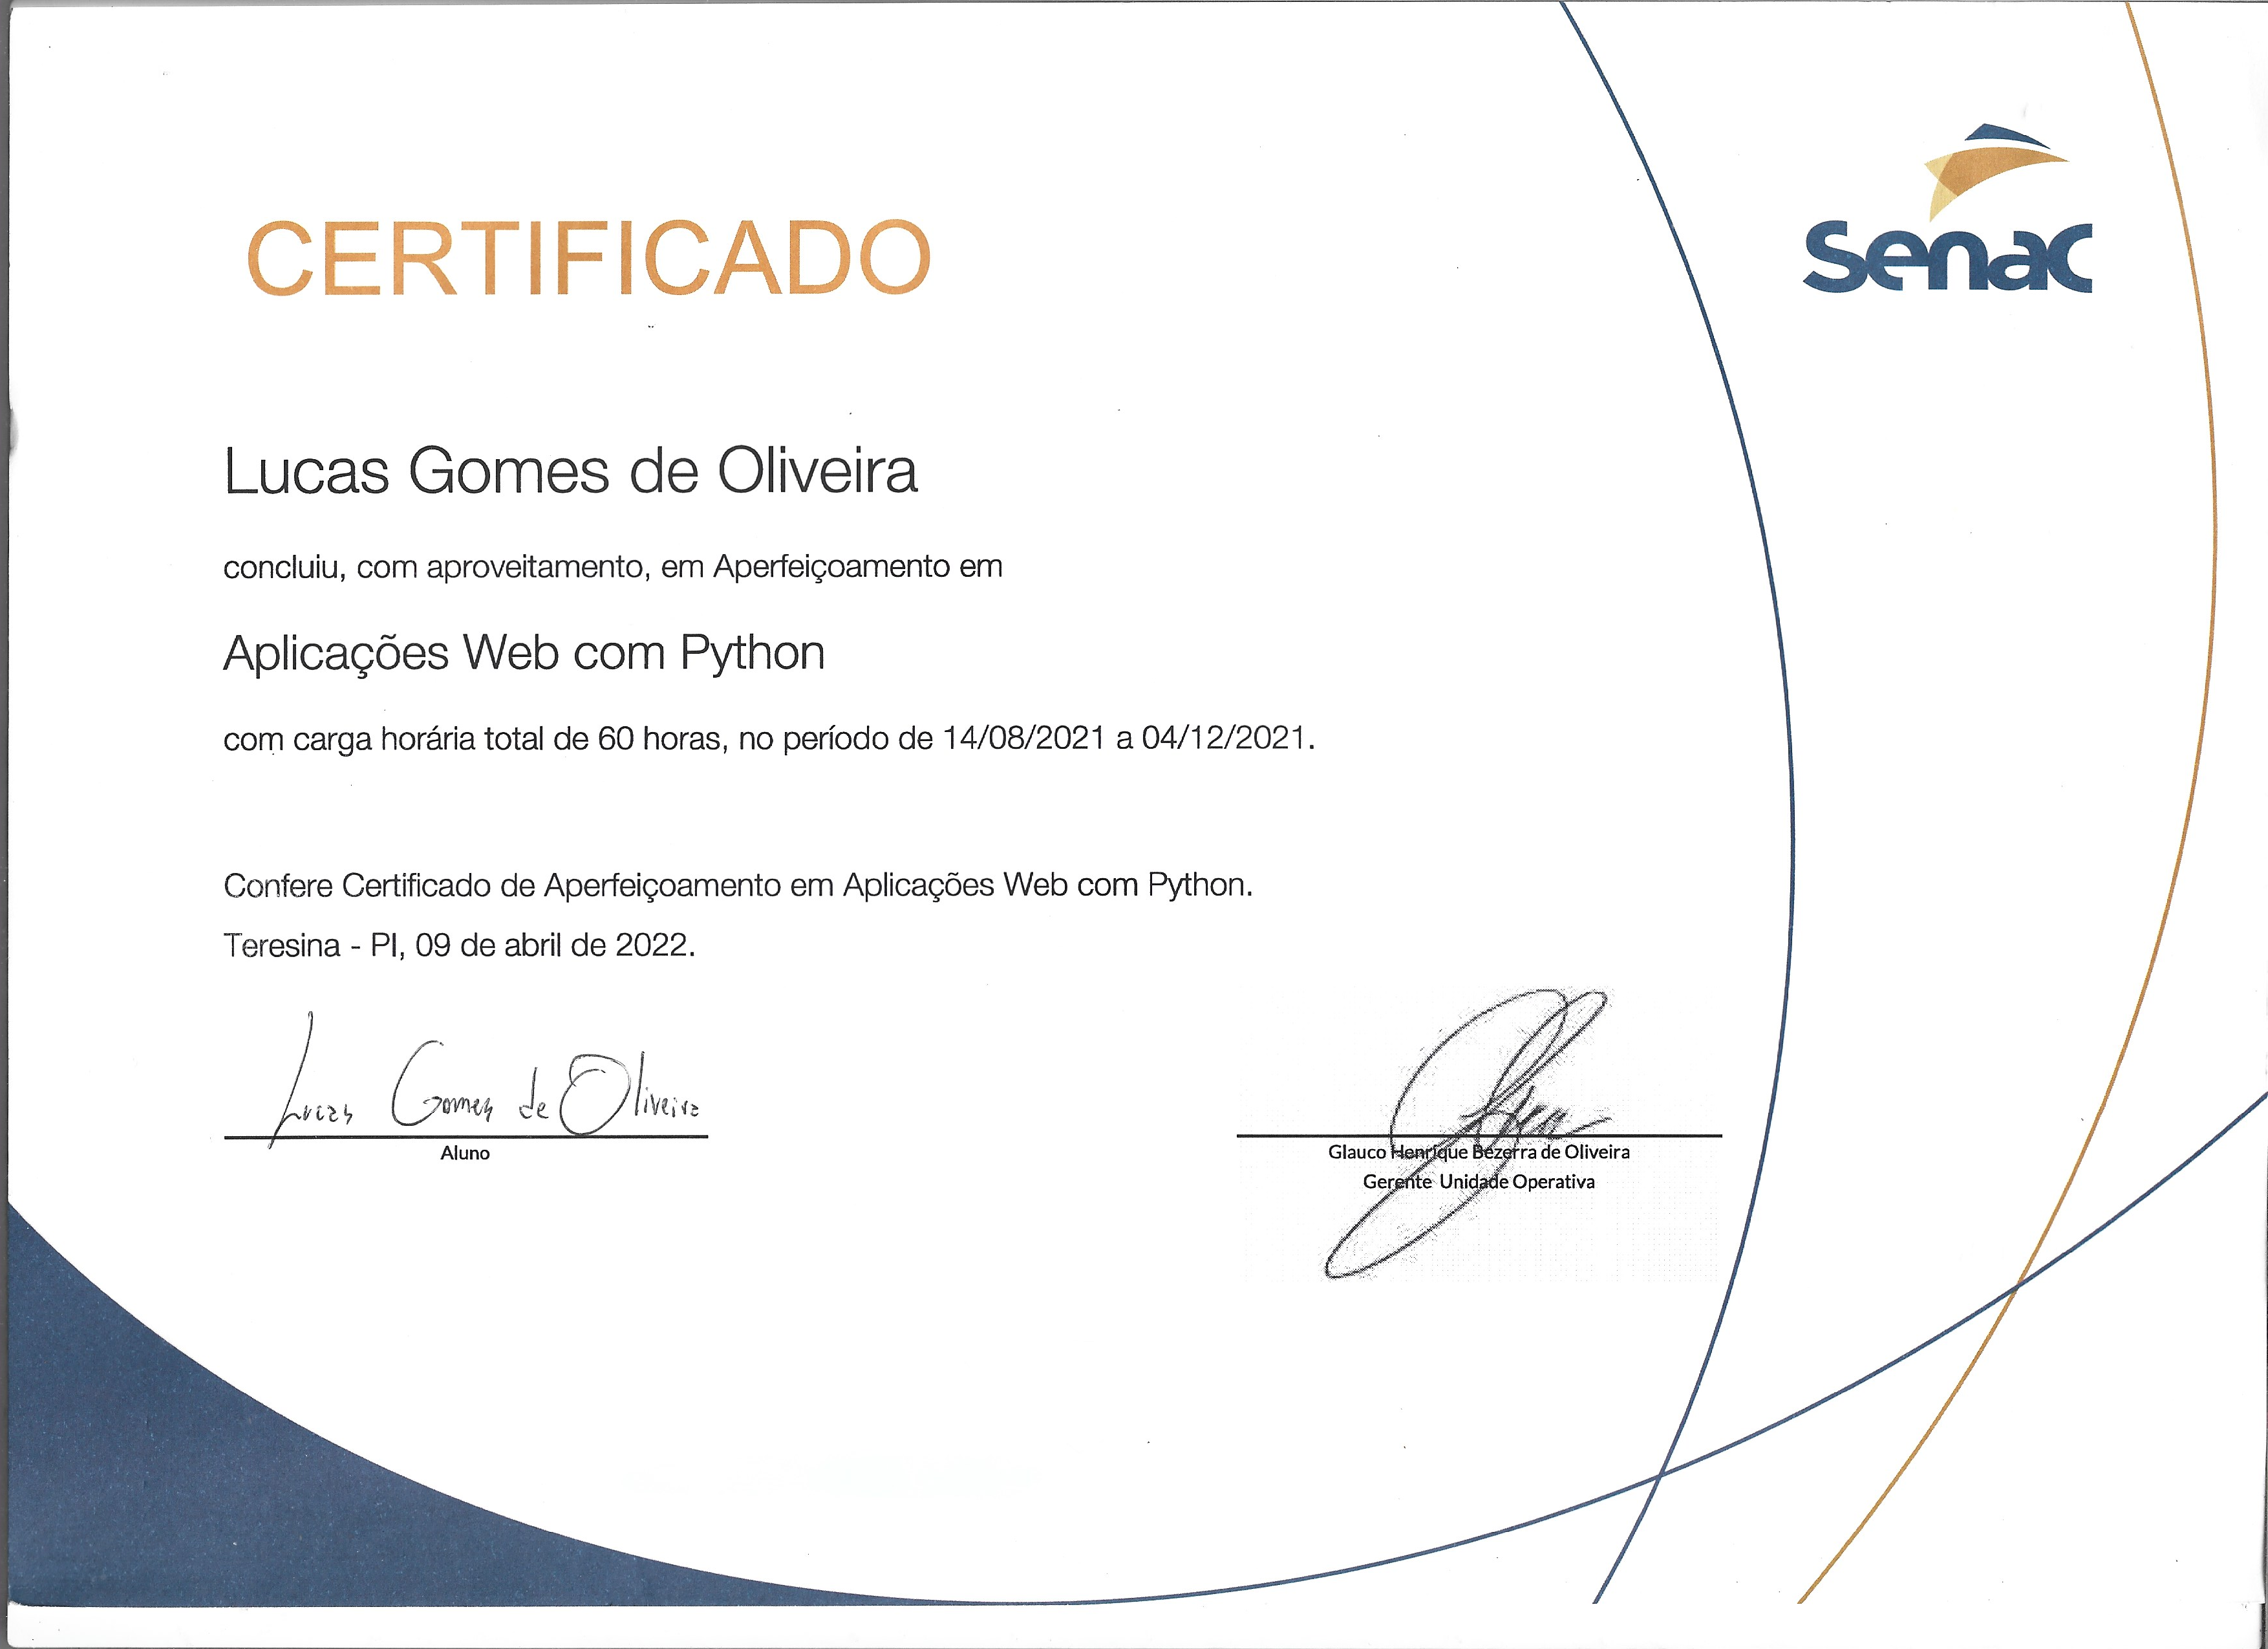 CERTIFICADO
senac
Lucas Gomes de Oliveira
concluiu, com aproveitamento, em Aperfeiçoamento em
Aplicações Web com Python
com carga horária total de 60 horas, no período de 14/08/2021 a 04/12/2021.
Confere Certificado de Aperfeiçoamento em Aplicações Web com Python.
Teresina - PI, 09 de abril de 2022.
Lucas Gomes de Oliveira
Aluno
Glauco Henrique Bezerra de Oliveira
Gerente Unidade Operativa